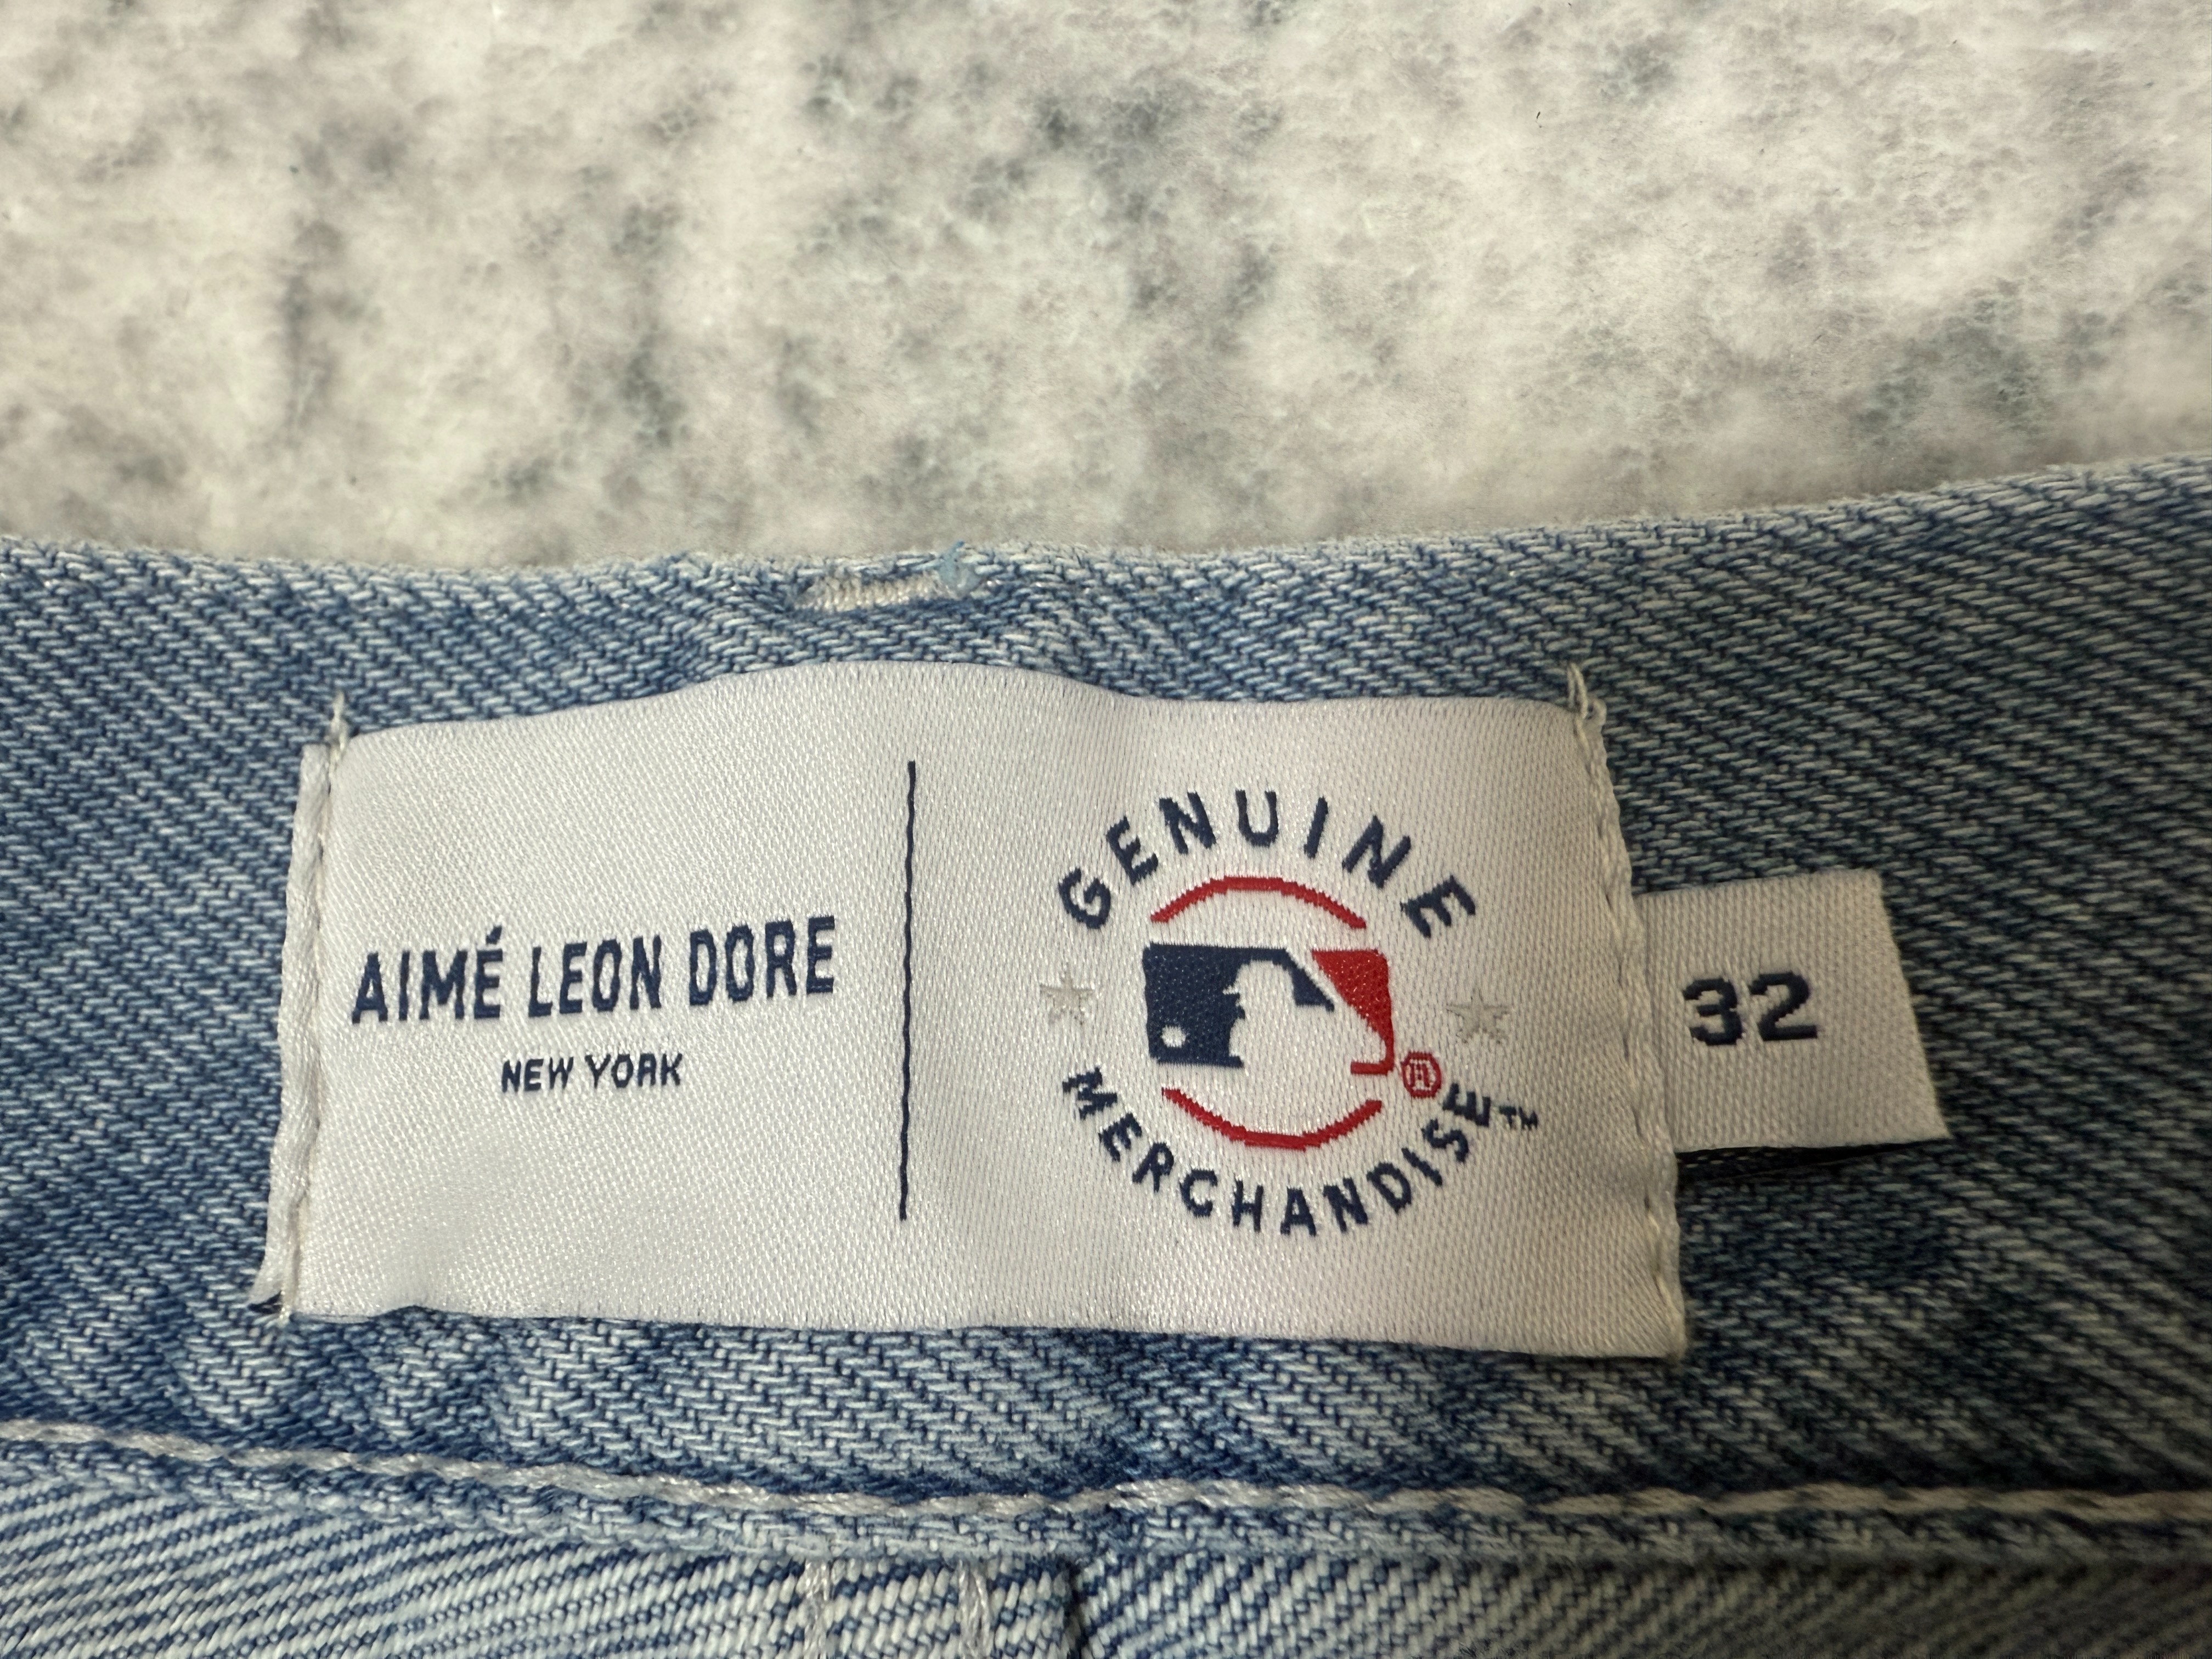 AIMÉ LEON DORE
NEW YORK
GENUINE
®
MERCHANDISE™
32